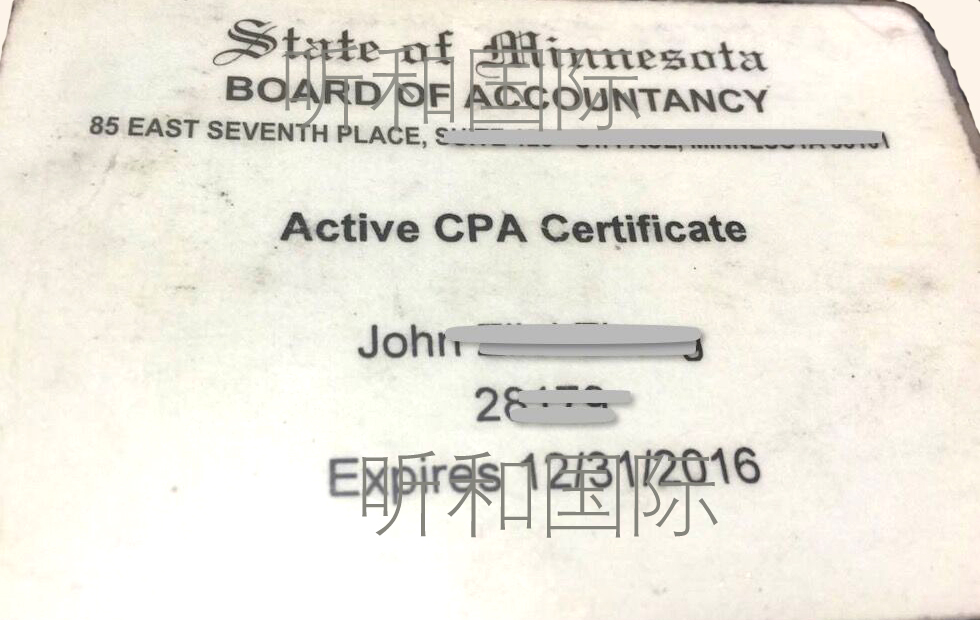 State of Minnesota
听和国际
BOARD OF ACCOUNTANCY
85 EAST SEVENTH PLACE,
Active CPA Certificate
John
28
Expires 12/31/2016
听和国际